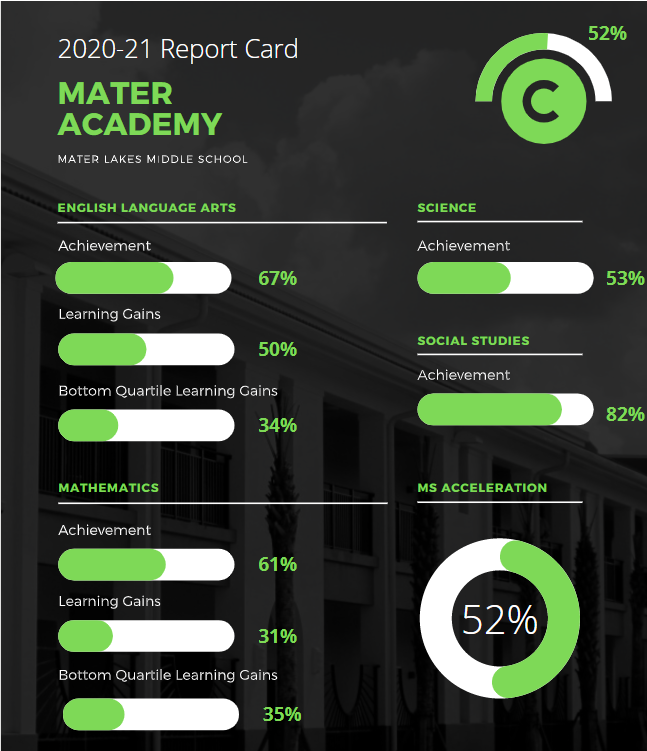 2020-21 Report Card
52%
MATER
ACADEMY
C
MATER LAKES MIDDLE SCHOOL
ENGLISH LANGUAGE ARTS
Achievement
67%
Learning Gains
50%
Bottom Quartile Learning Gains
34%
MATHEMATICS
Achievement
61%
Learning Gains
31%
Bottom Quartile Learning Gains
35%
SCIENCE
Achievement
53%
SOCIAL STUDIES
Achievement
82%
MS ACCELERATION
52%